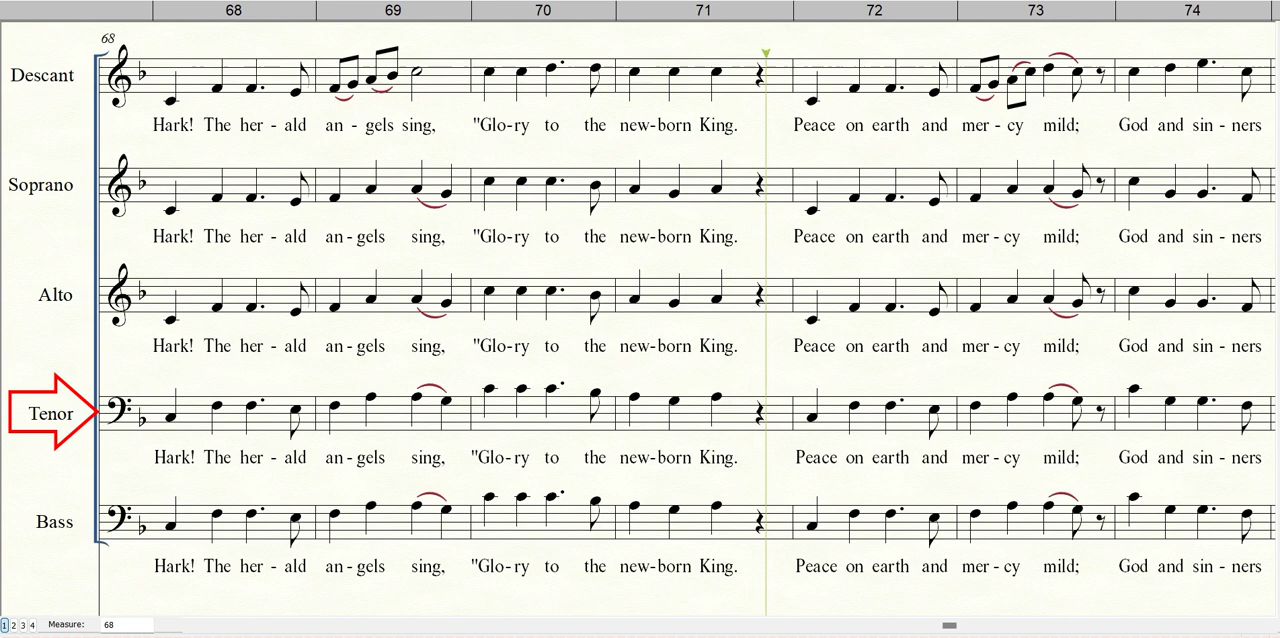 68 69 70 71 72 73 74
68
Descant
Hark! The her - ald an - gels sing, "Glo - ry to the new - born King. Peace on earth and mer - cy mild; God and sin - ners
Soprano
Hark! The her - ald an - gels sing, "Glo - ry to the new - born King. Peace on earth and mer - cy mild; God and sin - ners
Alto
Hark! The her - ald an - gels sing, "Glo - ry to the new - born King. Peace on earth and mer - cy mild; God and sin - ners
Tenor
Hark! The her - ald an - gels sing, "Glo - ry to the new - born King. Peace on earth and mer - cy mild; God and sin - ners
Bass
Hark! The her - ald an - gels sing, "Glo - ry to the new - born King. Peace on earth and mer - cy mild; God and sin - ners
1 2 3 4 Measure: 68